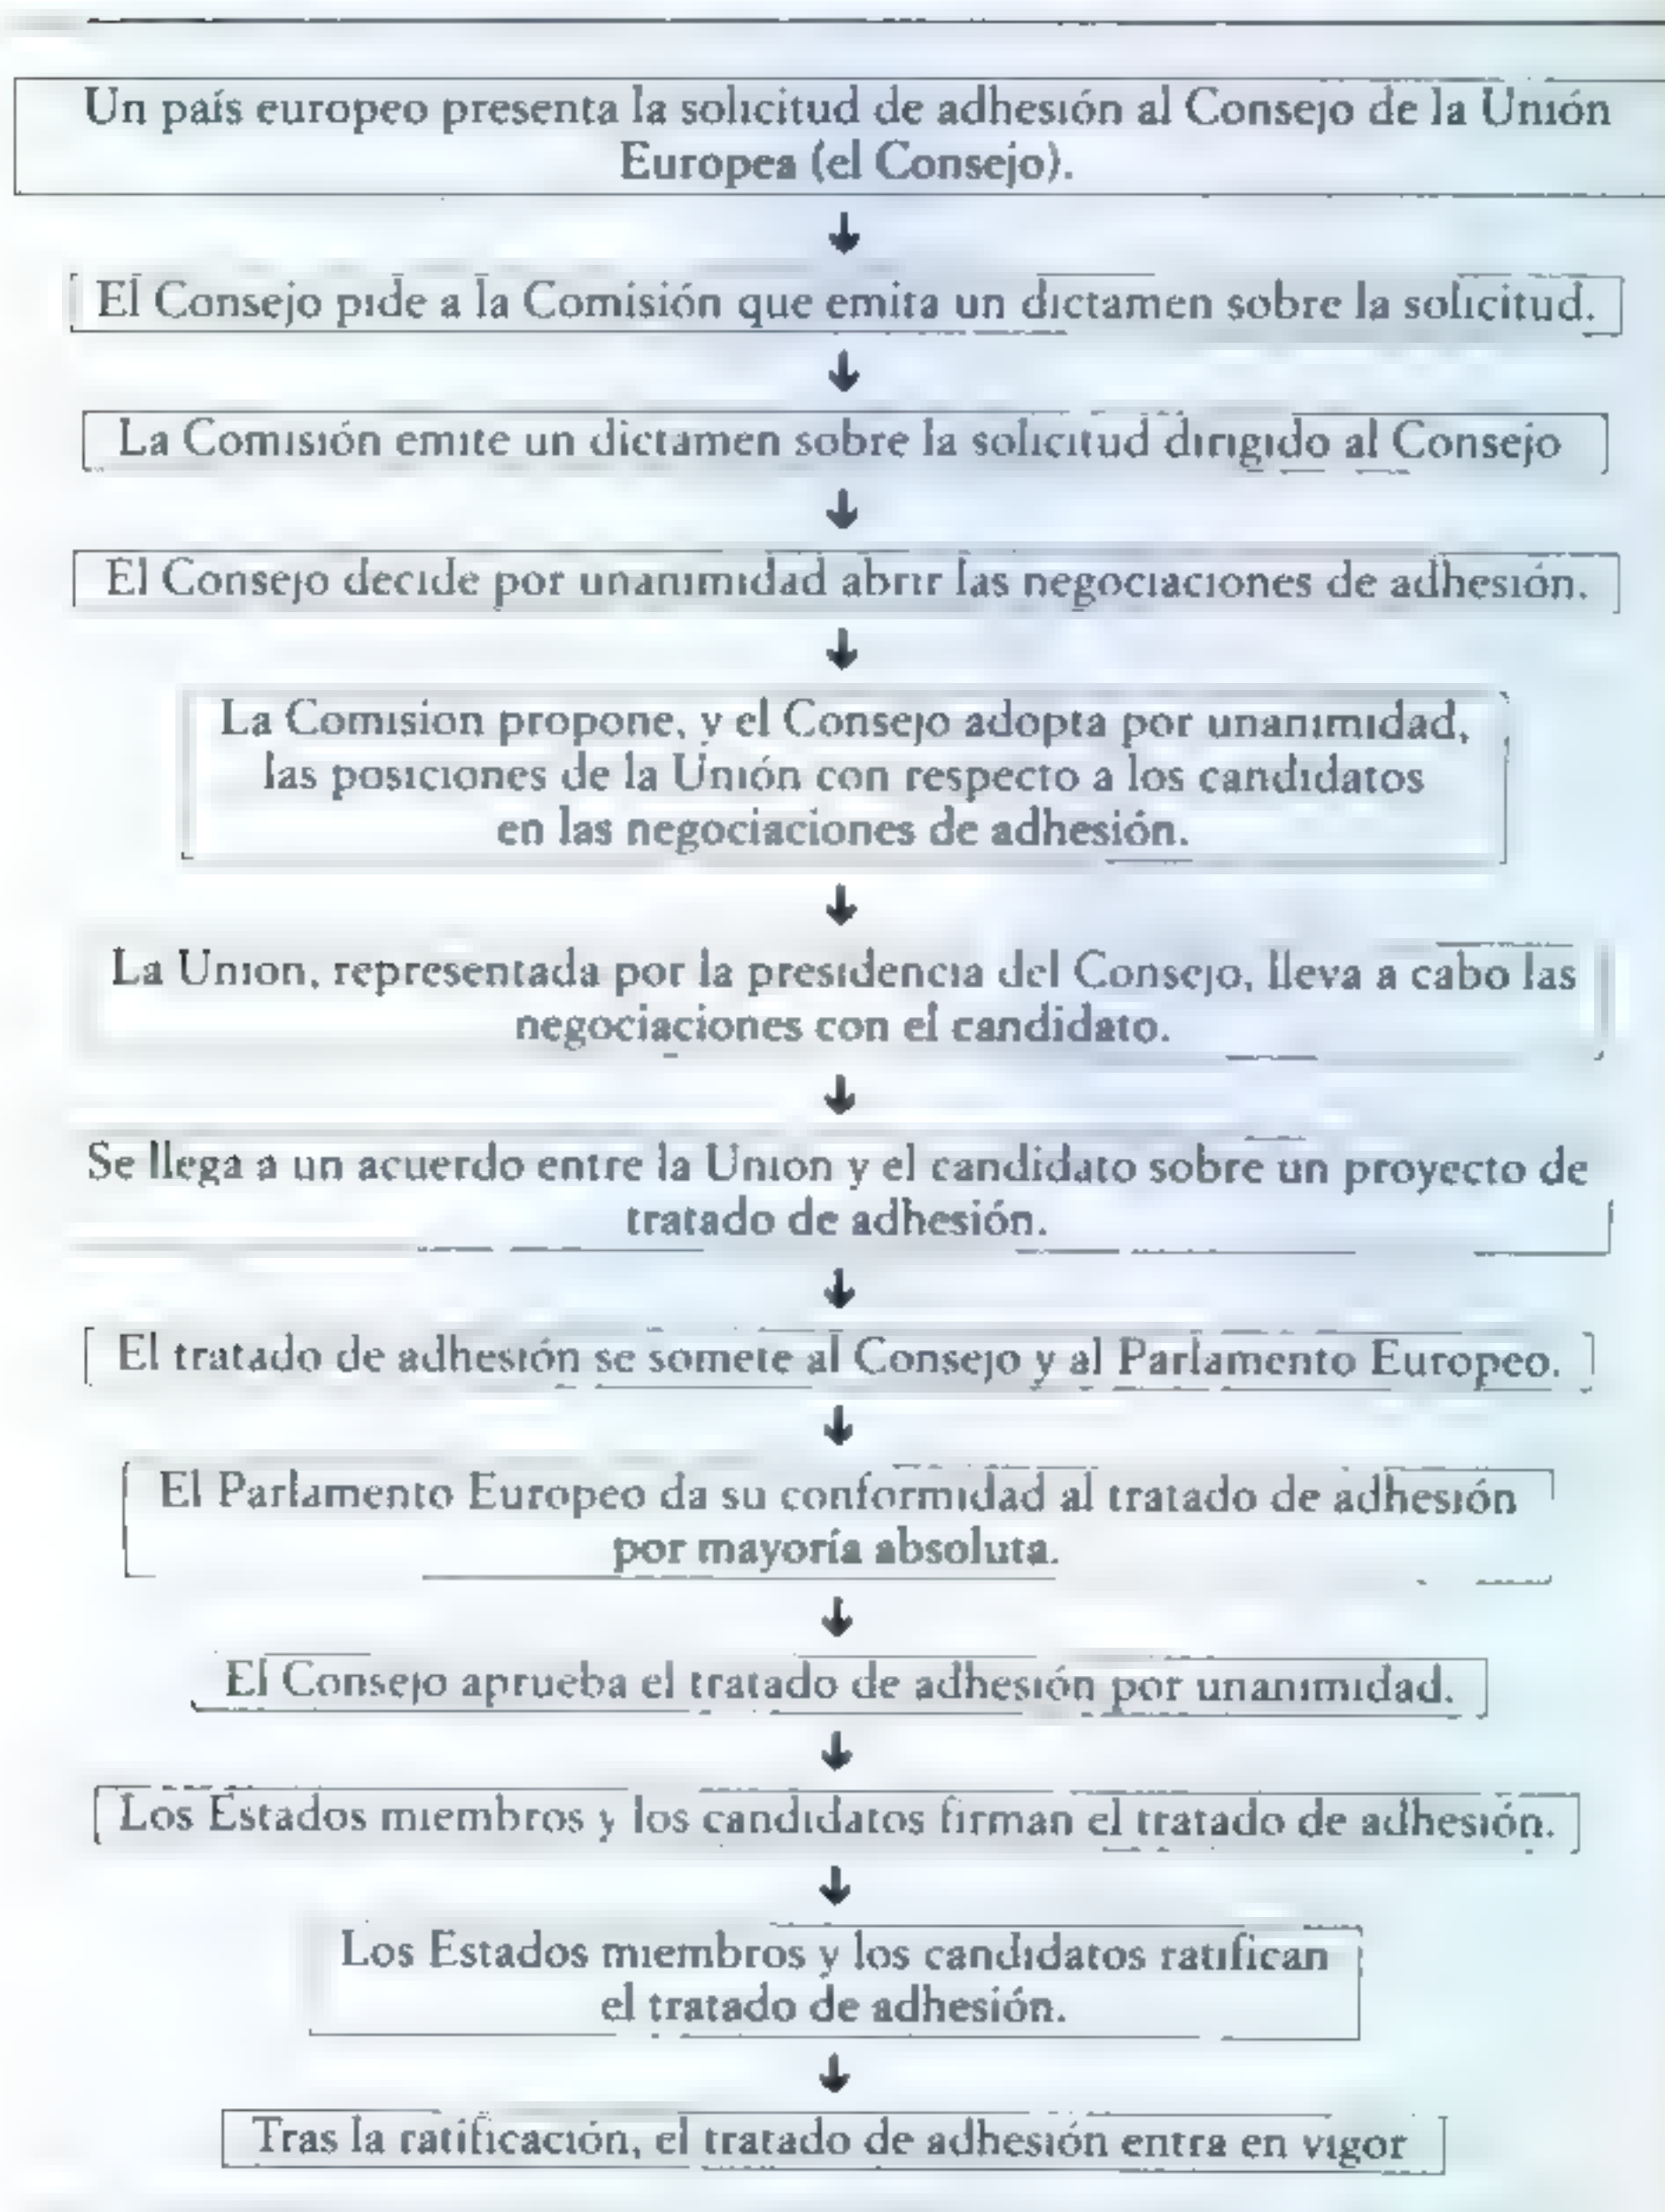 Un país europeo presenta la solicitud de adhesión al Consejo de la Unión
Europea (el Consejo).
El Consejo pide a la Comisión que emita un dictamen sobre la solicitud.
La Comisión emite un dictamen sobre la solicitud dirigido al Consejo
El Consejo decide por unanimidad abrir las negociaciones de adhesión.
La Comision propone, y el Consejo adopta por unanimidad,
las posiciones de la Unión con respecto a los candidatos
en las negociaciones de adhesión.
La Union, representada por la presidencia del Consejo, lleva a cabo las
negociaciones con el candidato.
Se llega a un acuerdo entre la Union y el candidato sobre un proyecto de
tratado de adhesión.
El tratado de adhesión se somete al Consejo y al Parlamento Europeo.
El Parlamento Europeo da su conformidad al tratado de adhesión
por mayoría absoluta.
El Consejo aprueba el tratado de adhesión por unanimidad.
Los Estados miembros y los candidatos firman el tratado de adhesión.
Los Estados miembros y los candidatos ratifican
el tratado de adhesión.
Tras la ratificación, el tratado de adhesión entra en vigor